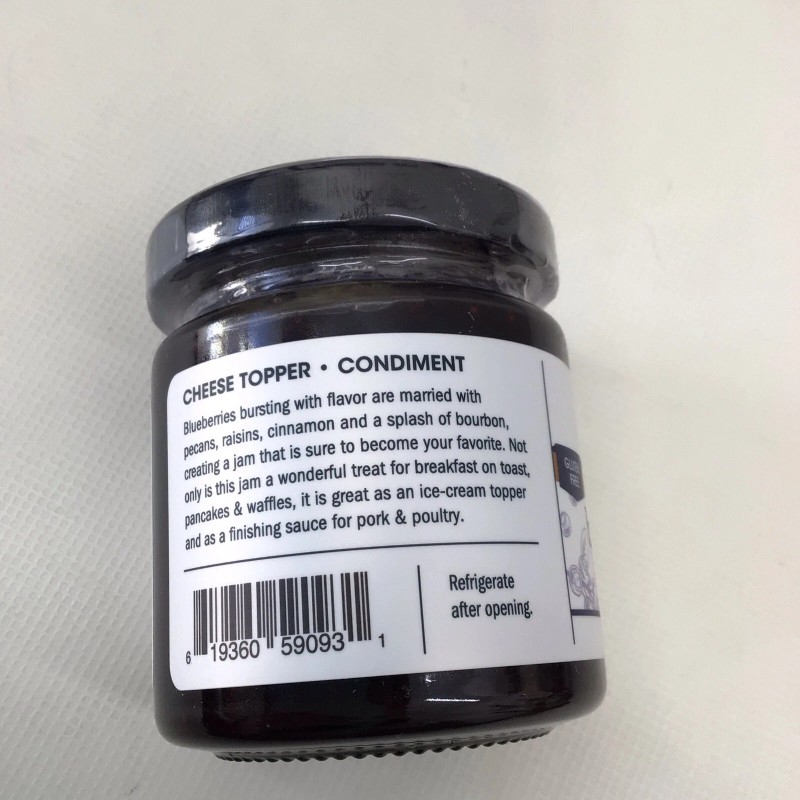 CHEESE TOPPER • CONDIMENT
Blueberries bursting with flavor are married with
pecans, raisins, cinnamon and a splash of bourbon,
creating a jam that is sure to become your favorite. Not
only is this jam a wonderful treat for breakfast on toast,
pancakes & waffles, it is great as an ice-cream topper
and as a finishing sauce for pork & poultry.
6 19360 59093 1
Refrigerate
after opening.
FREE